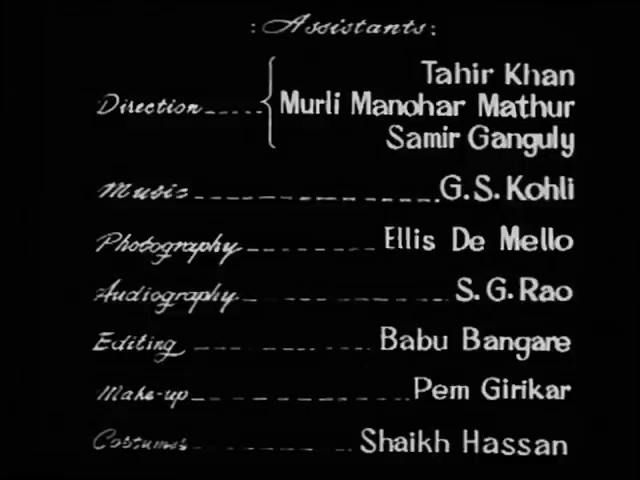 :Assistants:
Tahir Khan
Direction.....{ Murli Manohar Mathur
Samir Ganguly
Music..................G.S. Kohli
Photography...........Ellis De Mello
Audiography...............S. G. Rao
Editing...............Babu Bangare
Make-up...............Pem Girikar
Costumes...............Shaikh Hassan